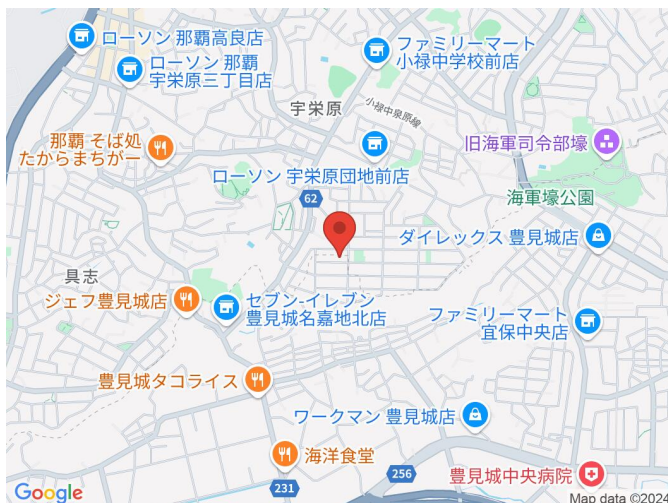 ローソン 那覇高良店
ファミリーマート
小禄中学校前店
ローソン 那覇
宇栄原三丁目店
宇栄原
小禄中泉原線
那覇 そば処
たからまちがー
旧海軍司令部壕
ローソン 宇栄原団地前店
海軍壕公園
62
ダイレックス 豊見城店
具志
ジェフ豊見城店
セブン-イレブン
豊見城名嘉地北店
ファミリーマート
宜保中央店
豊見城タコライス
ワークマン 豊見城店
海洋食堂
256
豊見城中央病院
231
Google
Map data ©2024